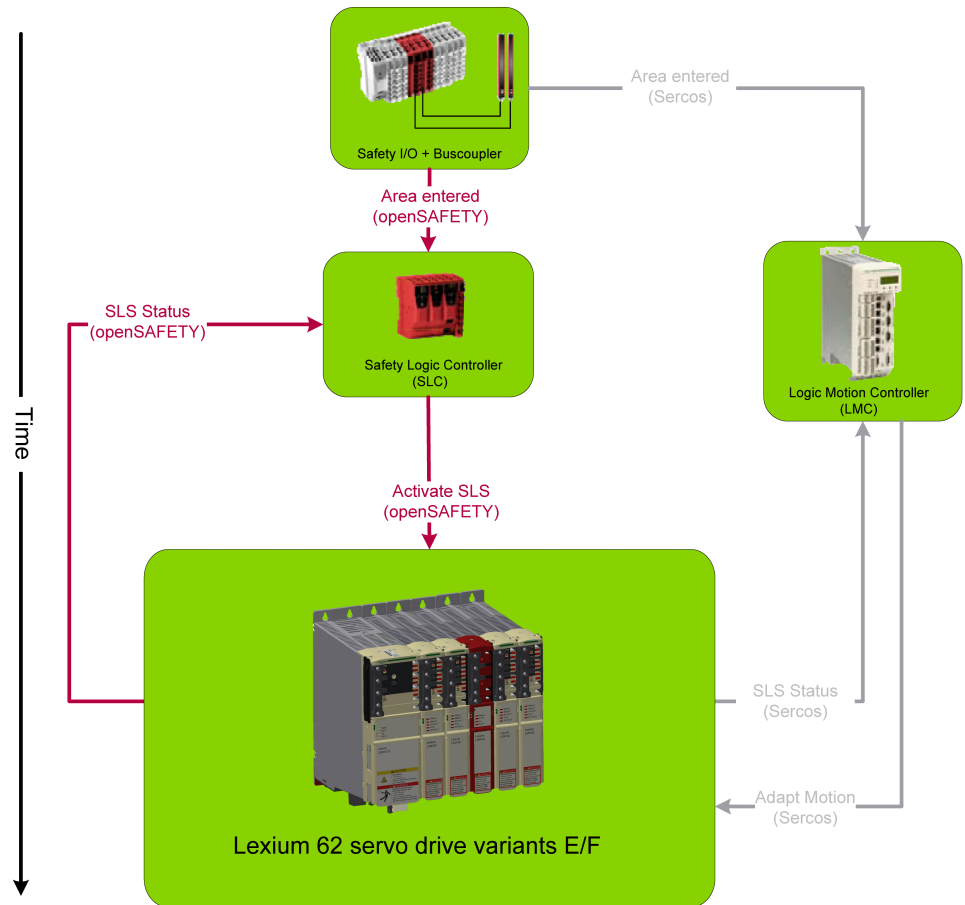 Safety I/O + Buscoupler
Area entered
(Sercos)
Area entered
(openSAFETY)
Safety Logic Controller
(SLC)
SLS Status
(openSAFETY)
Logic Motion Controller
(LMC)
Time
Activate SLS
(openSAFETY)
SLS Status
(Sercos)
Adapt Motion
(Sercos)
Lexium 62 servo drive variants E/F